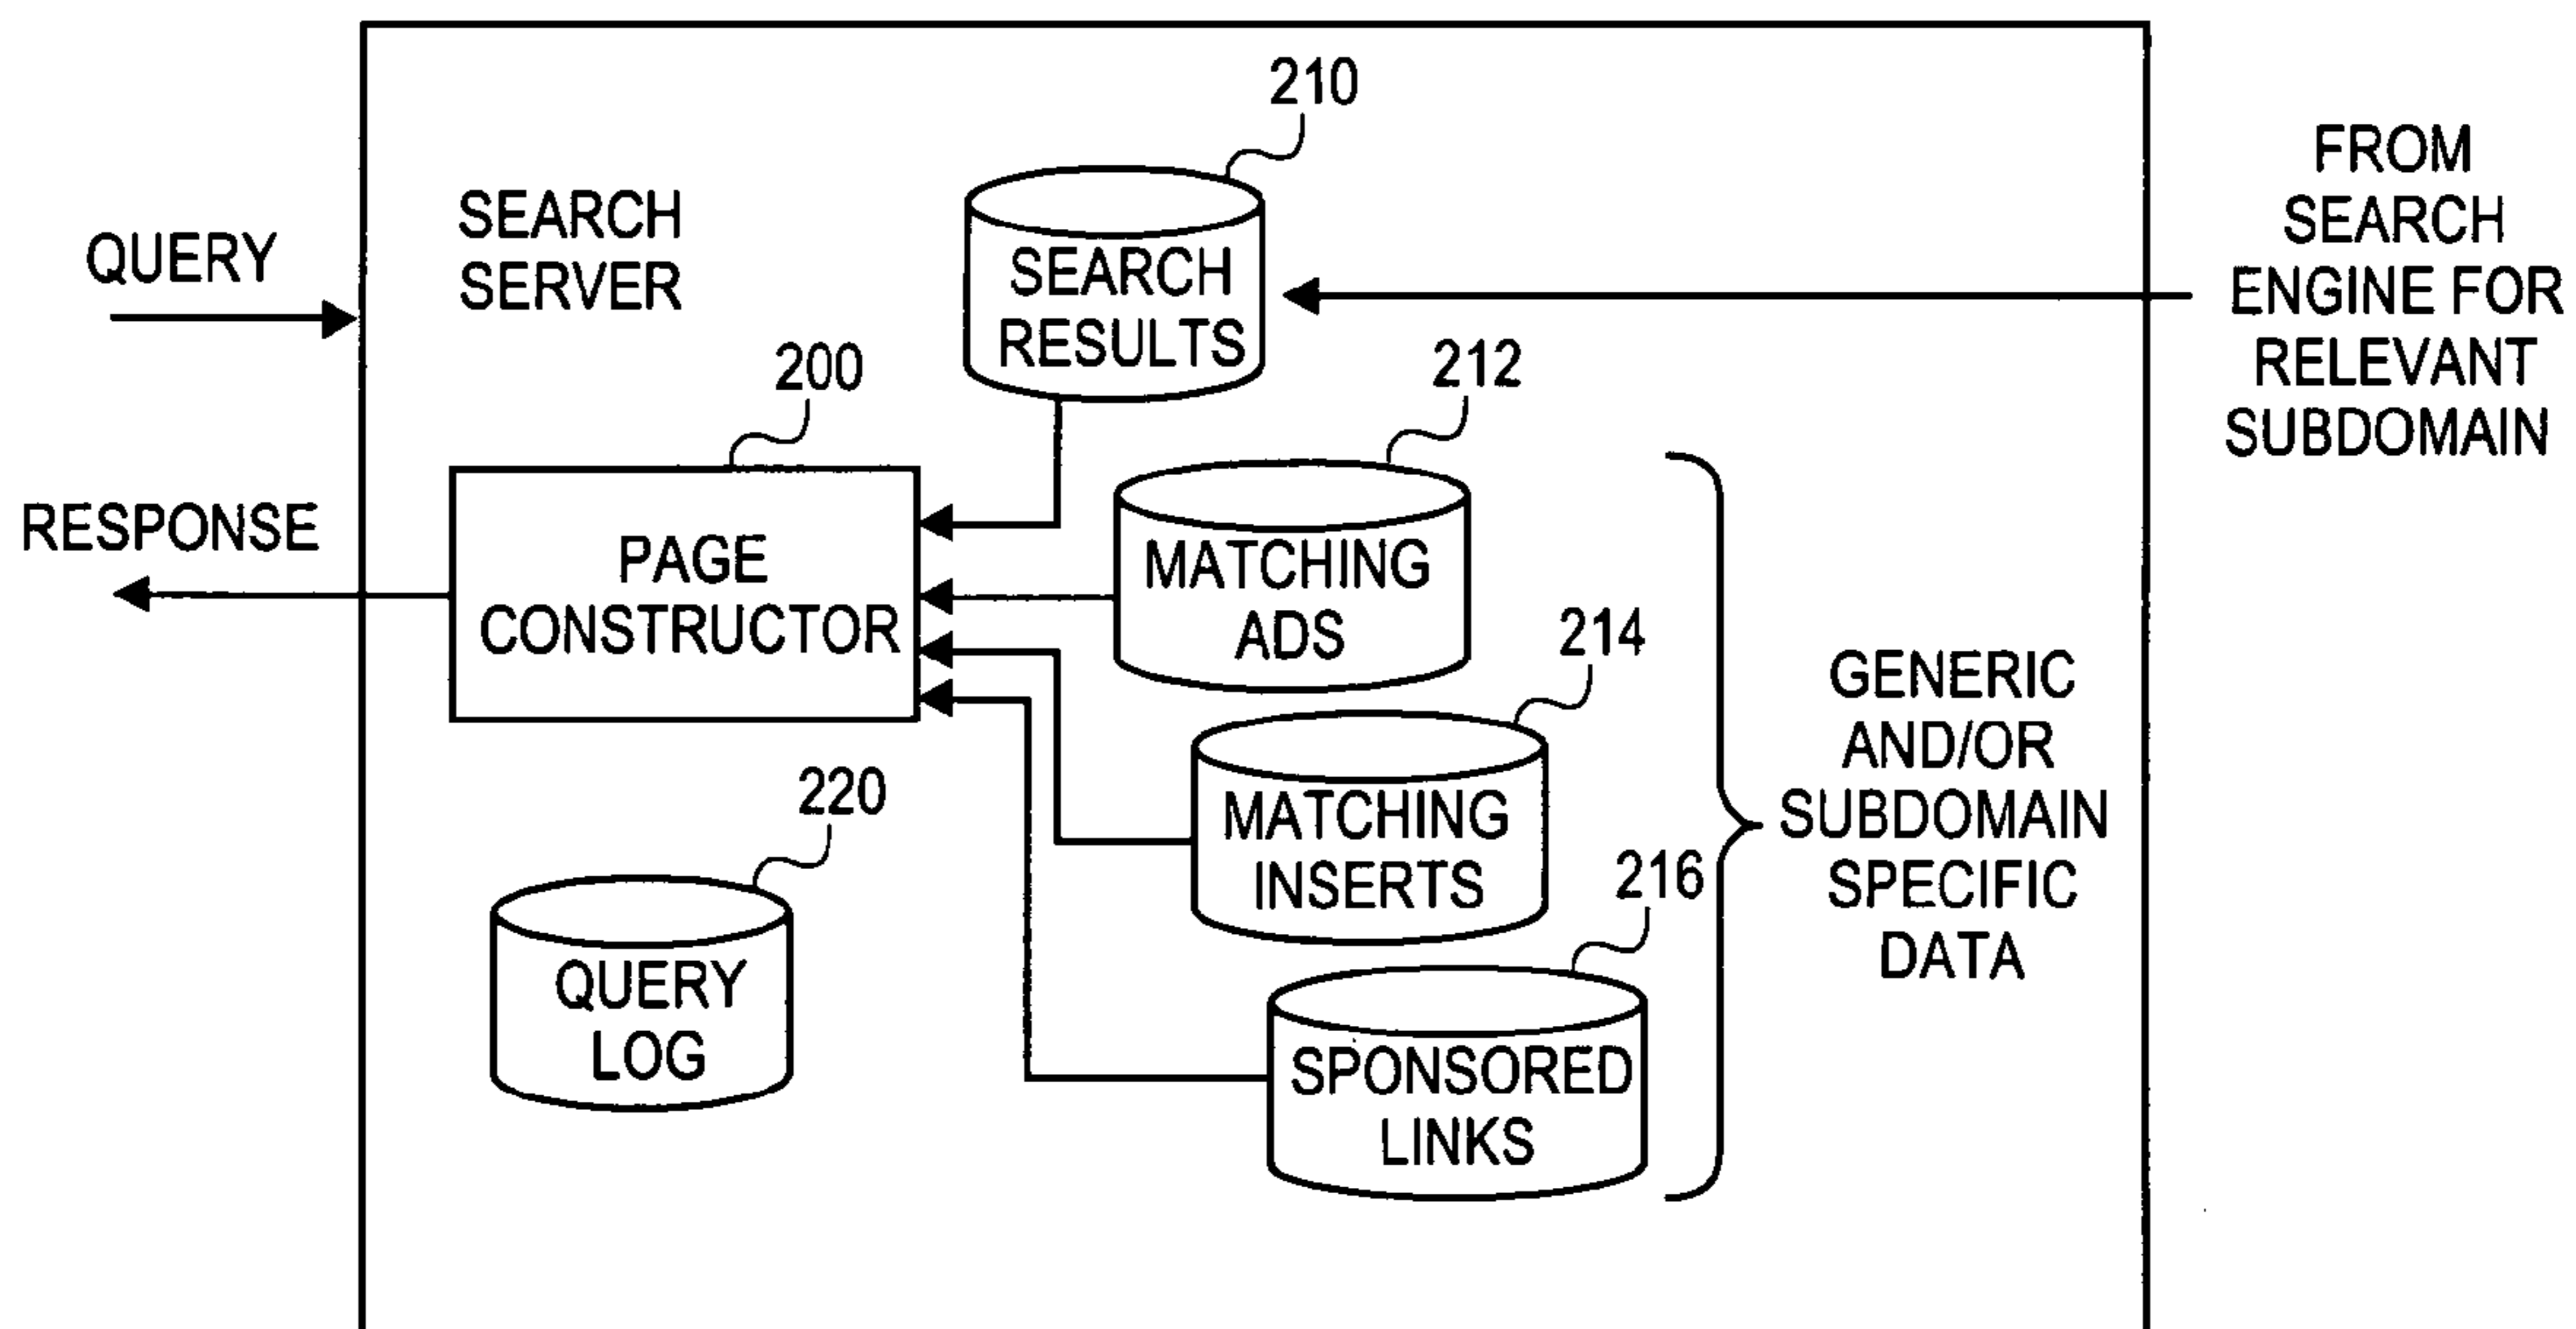 210
FROM
SEARCH
ENGINE FOR
RELEVANT
SUBDOMAIN
QUERY
SEARCH
SERVER
SEARCH
RESULTS
200
212
RESPONSE
PAGE
CONSTRUCTOR
MATCHING
ADS
214
GENERIC
AND/OR
SUBDOMAIN
SPECIFIC
DATA
220
MATCHING
INSERTS
216
QUERY
LOG
SPONSORED
LINKS